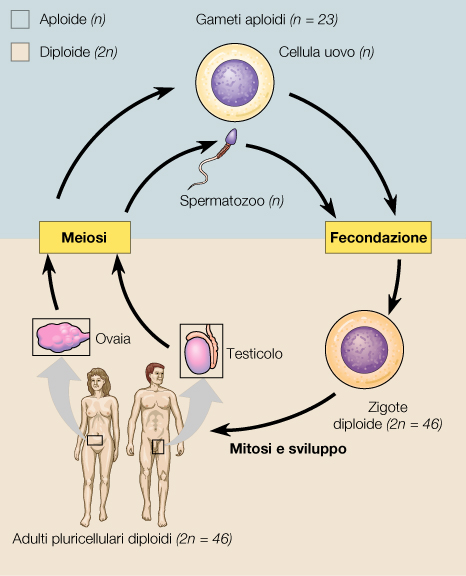 Aploide (n)
Diploide (2n)
Gameti aploidi (n = 23)
Cellula uovo (n)
Spermatozoo (n)
Meiosi
Fecondazione
Ovaia
Testicolo
Zigote
diploide (2n = 46)
Mitosi e sviluppo
Adulti pluricellulari diploidi (2n = 46)